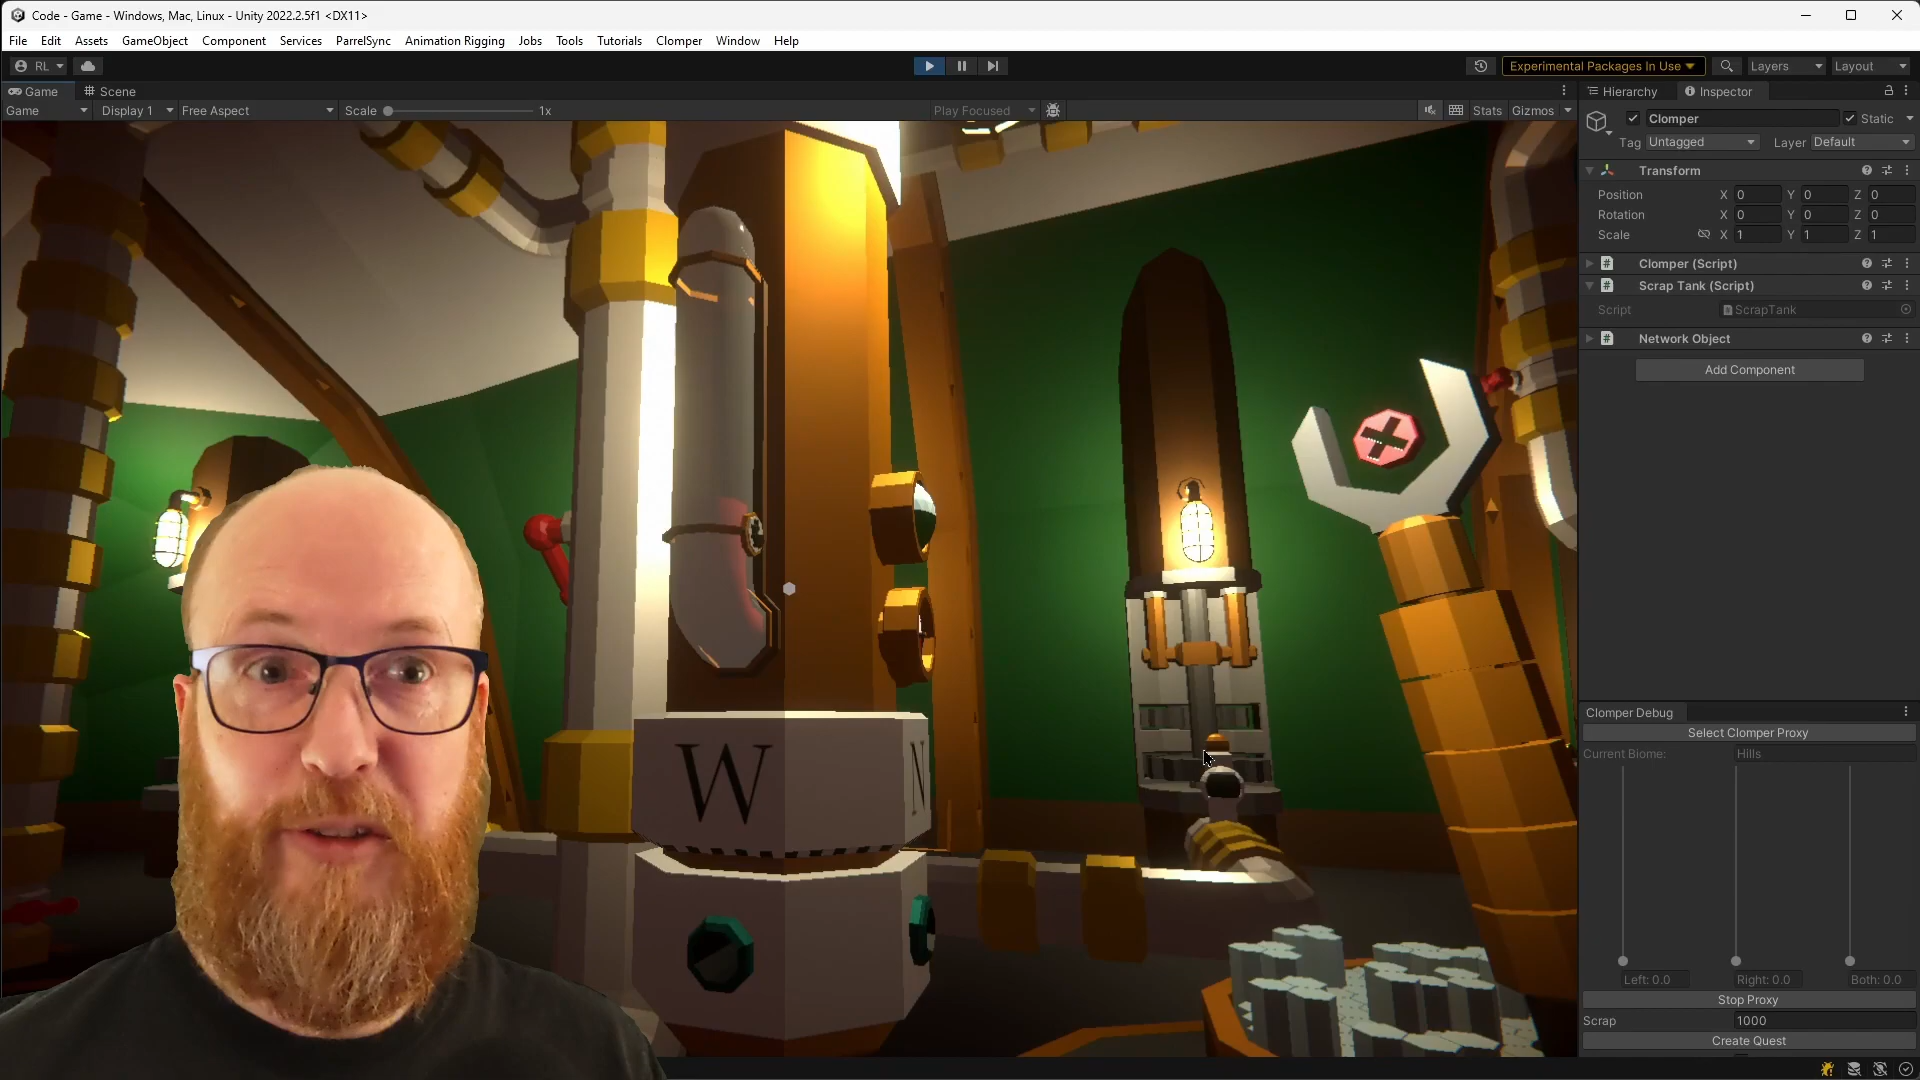 Code - Game - Windows, Mac, Linux - Unity 2022.2.5f1 <DX11>
File Edit Assets GameObject Component Services ParrelSync Animation Rigging Jobs Tools Tutorials Clomper Window Help
RL Experimental Packages In Use Layers Layout
Game Scene
Game Display 1 Free Aspect Scale 1x Play Focused Stats Gizmos
Hierarchy Inspector
Clomper Static
Tag Untagged Layer Default
Transform
Position X 0 Y 0 Z 0
Rotation X 0 Y 0 Z 0
Scale X 1 Y 1 Z 1
Clomper (Script)
Scrap Tank (Script)
Script ScrapTank
Network Object
Add Component
W N
Clomper Debug
Select Clomper Proxy
Current Biome: Hills
Left: 0.0 Right: 0.0 Both: 0.0
Stop Proxy
Scrap 1000
Create Quest